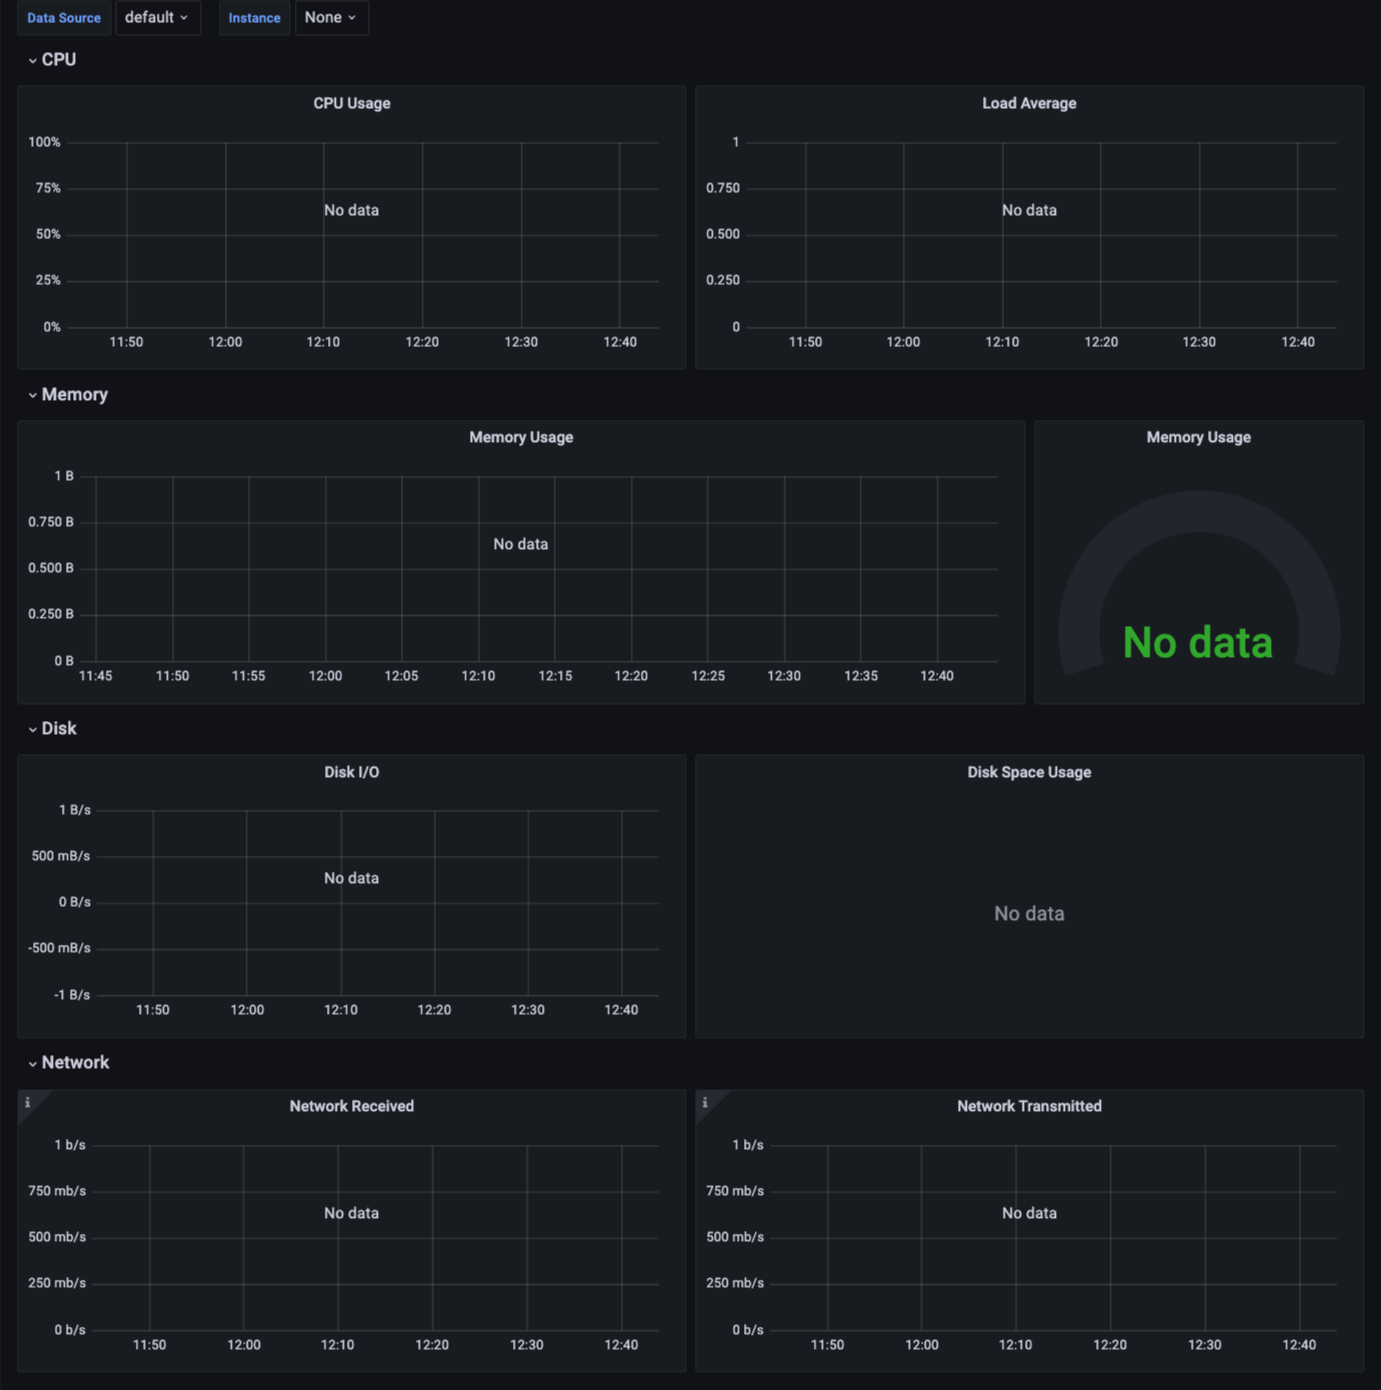 Data Source default Instance None
CPU
CPU Usage
100%
75%
50%
25%
0%
No data
11:50 12:00 12:10 12:20 12:30 12:40
Load Average
1
0.750
0.500
0.250
0
No data
11:50 12:00 12:10 12:20 12:30 12:40
Memory
Memory Usage
1 B
0.750 B
0.500 B
0.250 B
0 B
No data
11:45 11:50 11:55 12:00 12:05 12:10 12:15 12:20 12:25 12:30 12:35 12:40
Memory Usage
No data
Disk
Disk I/O
1 B/s
500 mB/s
0 B/s
-500 mB/s
-1 B/s
No data
11:50 12:00 12:10 12:20 12:30 12:40
Disk Space Usage
No data
Network
i
Network Received
1 b/s
750 mb/s
500 mb/s
250 mb/s
0 b/s
No data
11:50 12:00 12:10 12:20 12:30 12:40
i
Network Transmitted
1 b/s
750 mb/s
500 mb/s
250 mb/s
0 b/s
No data
11:50 12:00 12:10 12:20 12:30 12:40